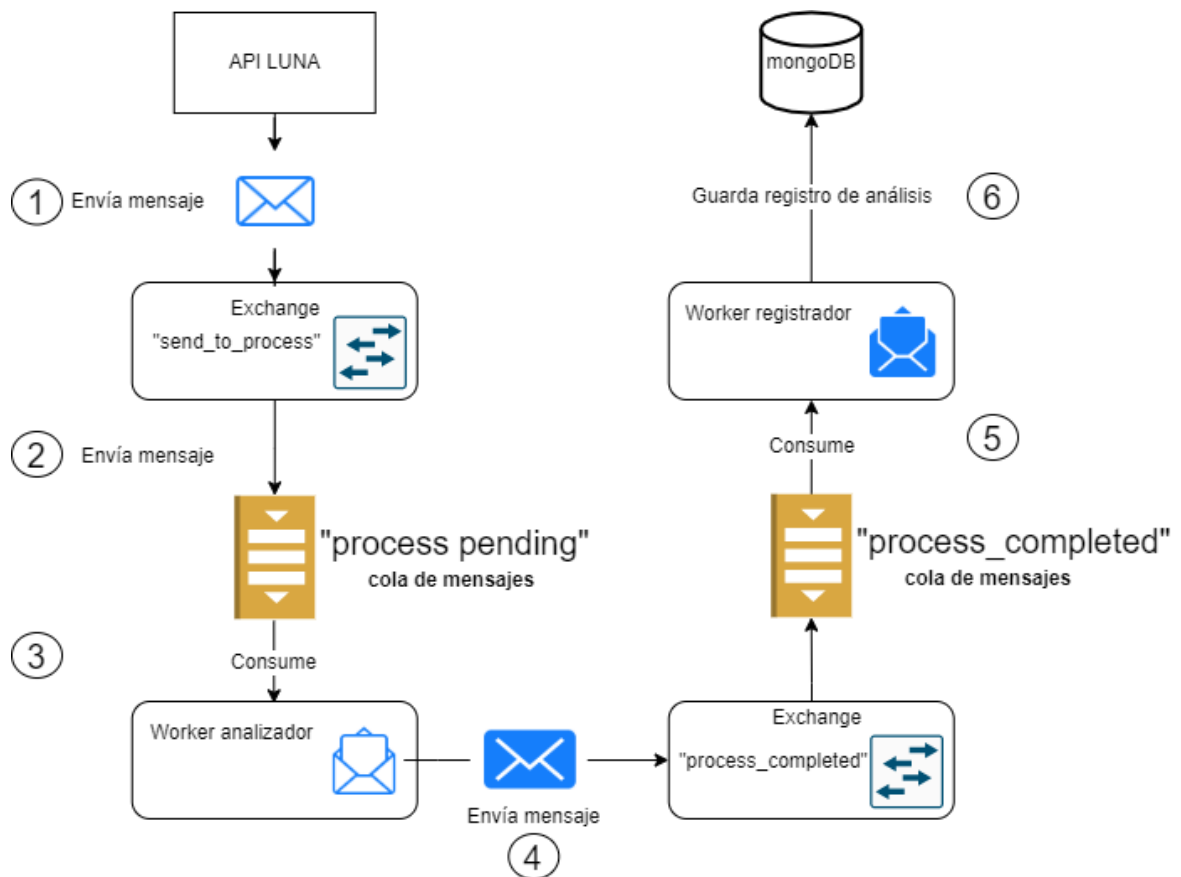 API LUNA
mongoDB
1
Envía mensaje
Guarda registro de análisis
6
Exchange
"send_to_process"
Worker registrador
2
Envía mensaje
Consume
5
"process pending"
cola de mensajes
"process_completed"
cola de mensajes
3
Consume
Worker analizador
Exchange
"process_completed"
Envía mensaje
4